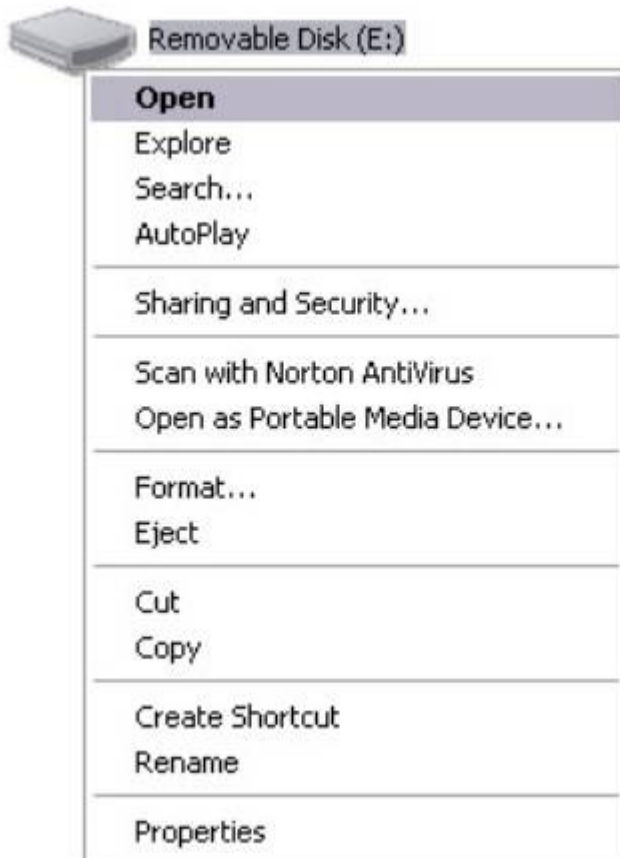 Removable Disk (E:)
Open
Explore
Search...
AutoPlay
Sharing and Security...
Scan with Norton AntiVirus
Open as Portable Media Device...
Format...
Eject
Cut
Copy
Create Shortcut
Rename
Properties